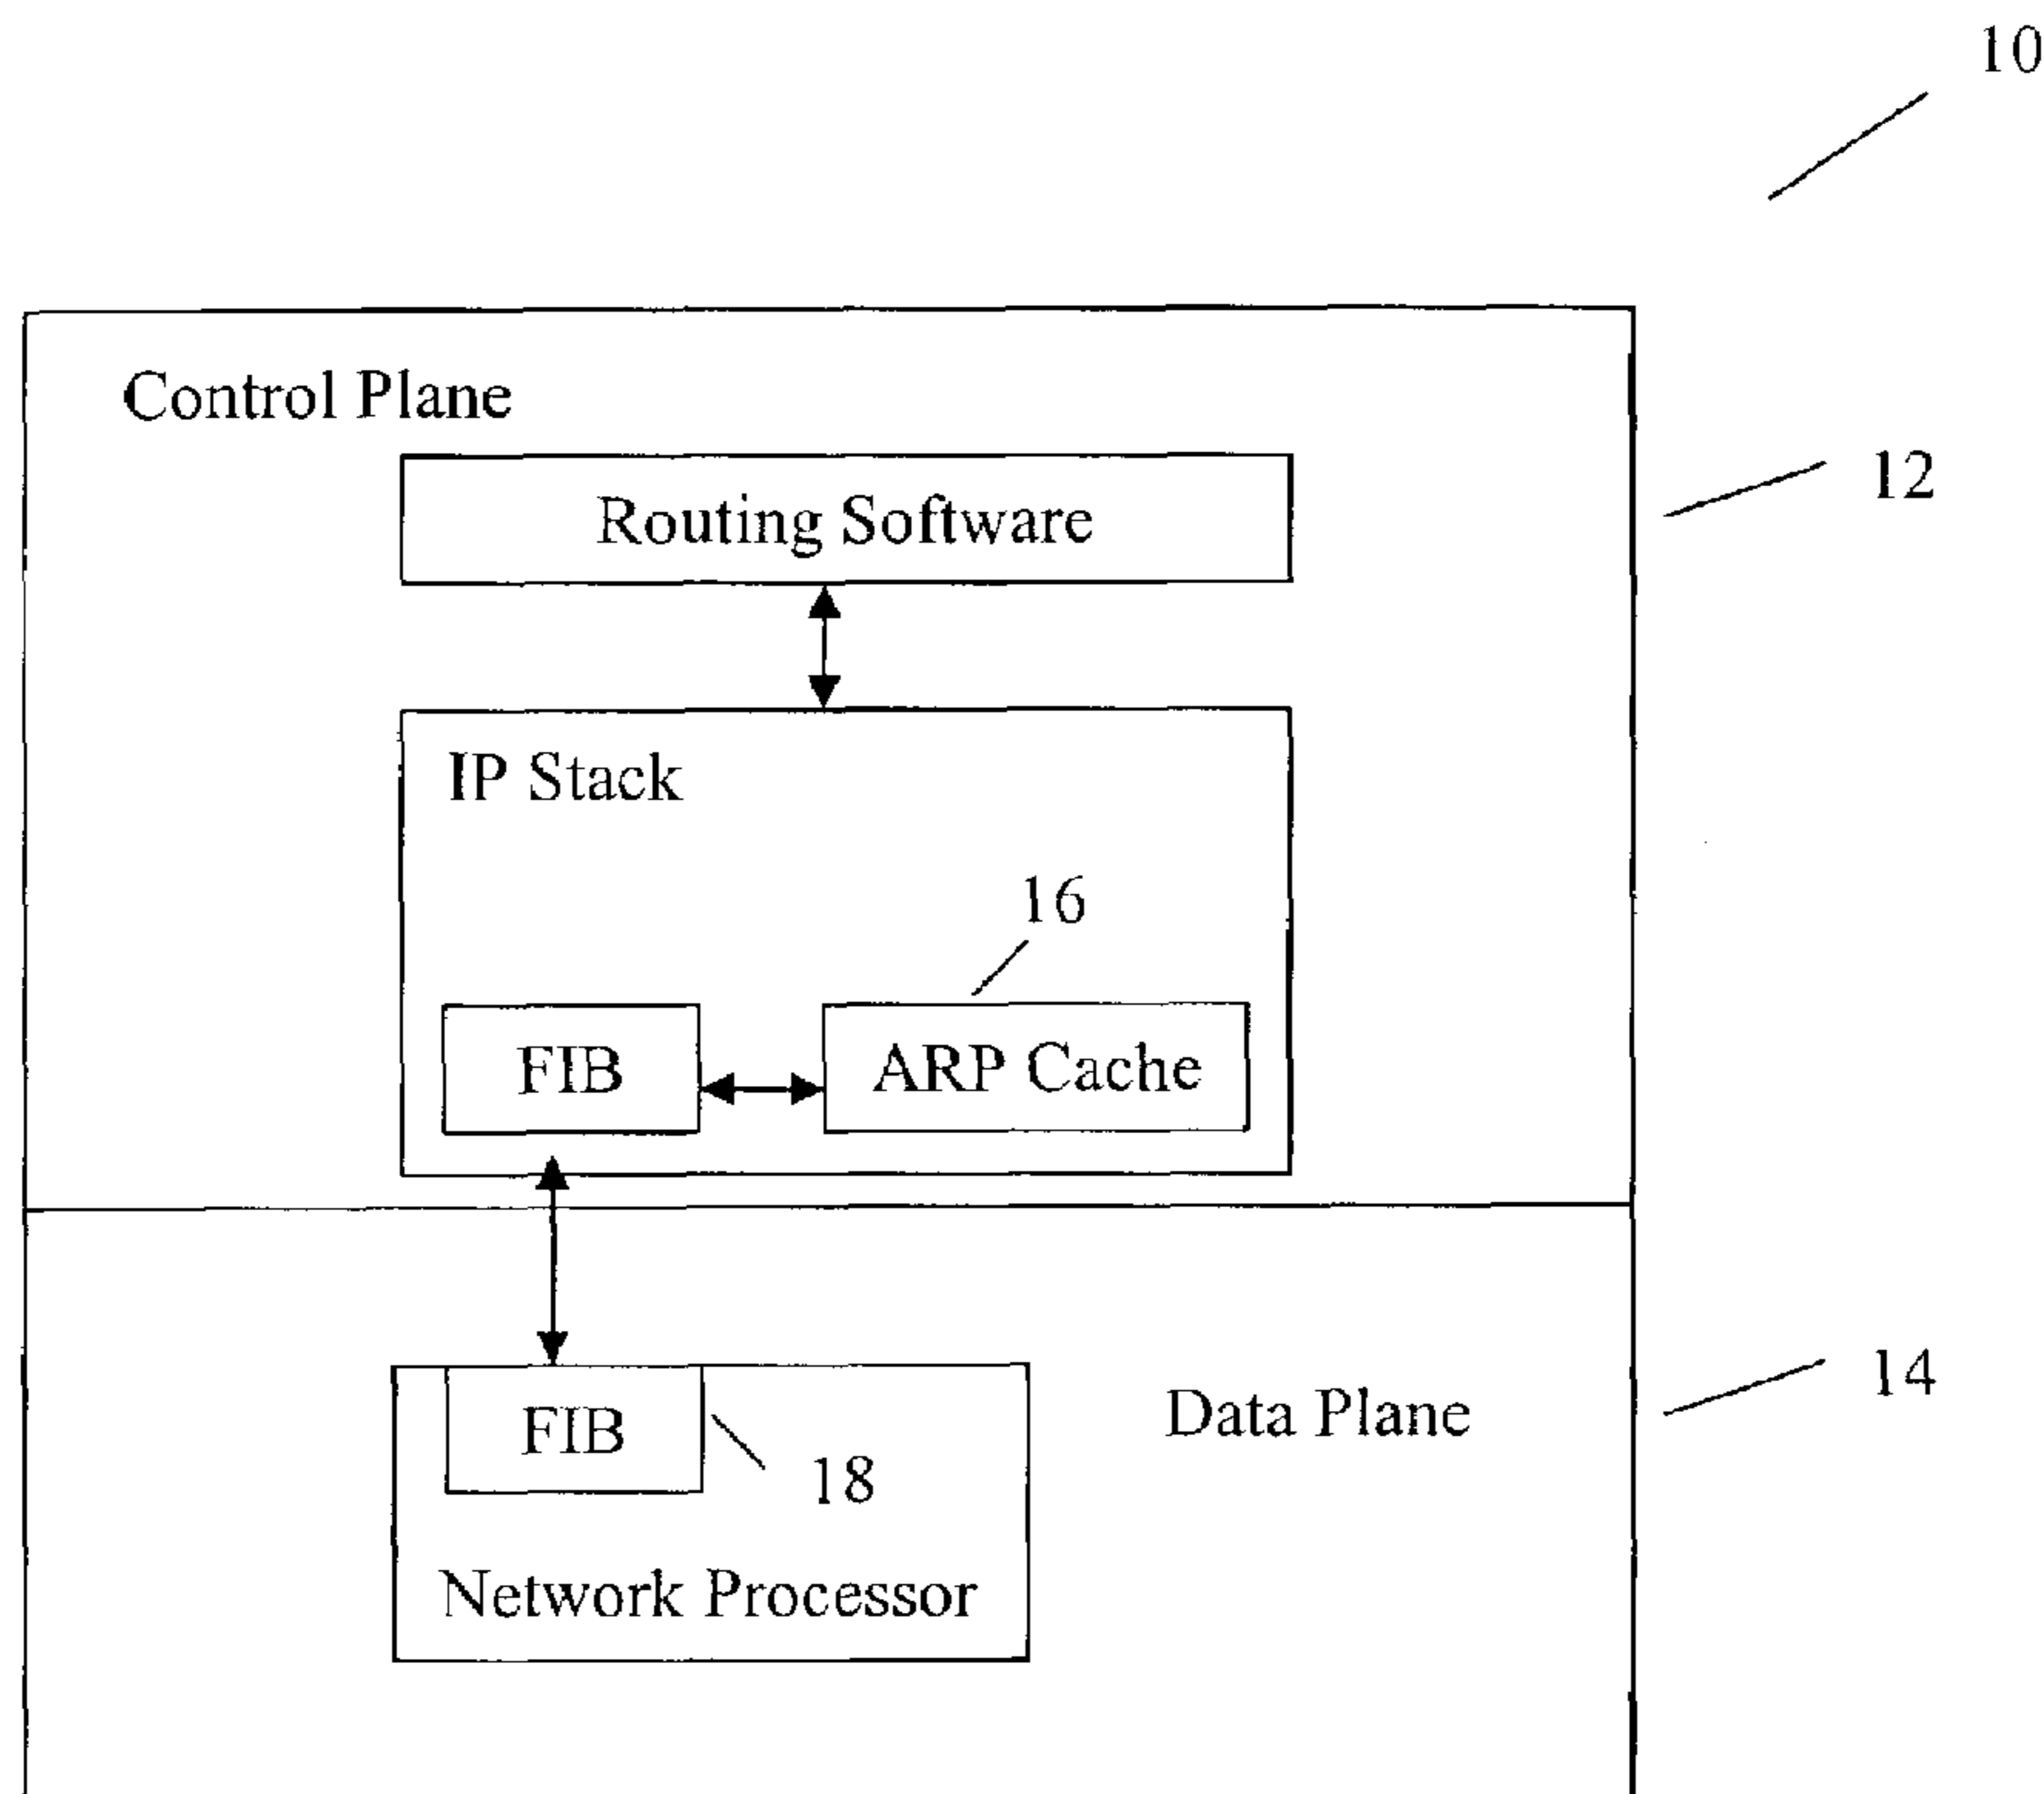 10
Control Plane
Routing Software
12
IP Stack
16
FIB
ARP Cache
FIB
18
Data Plane
14
Network Processor